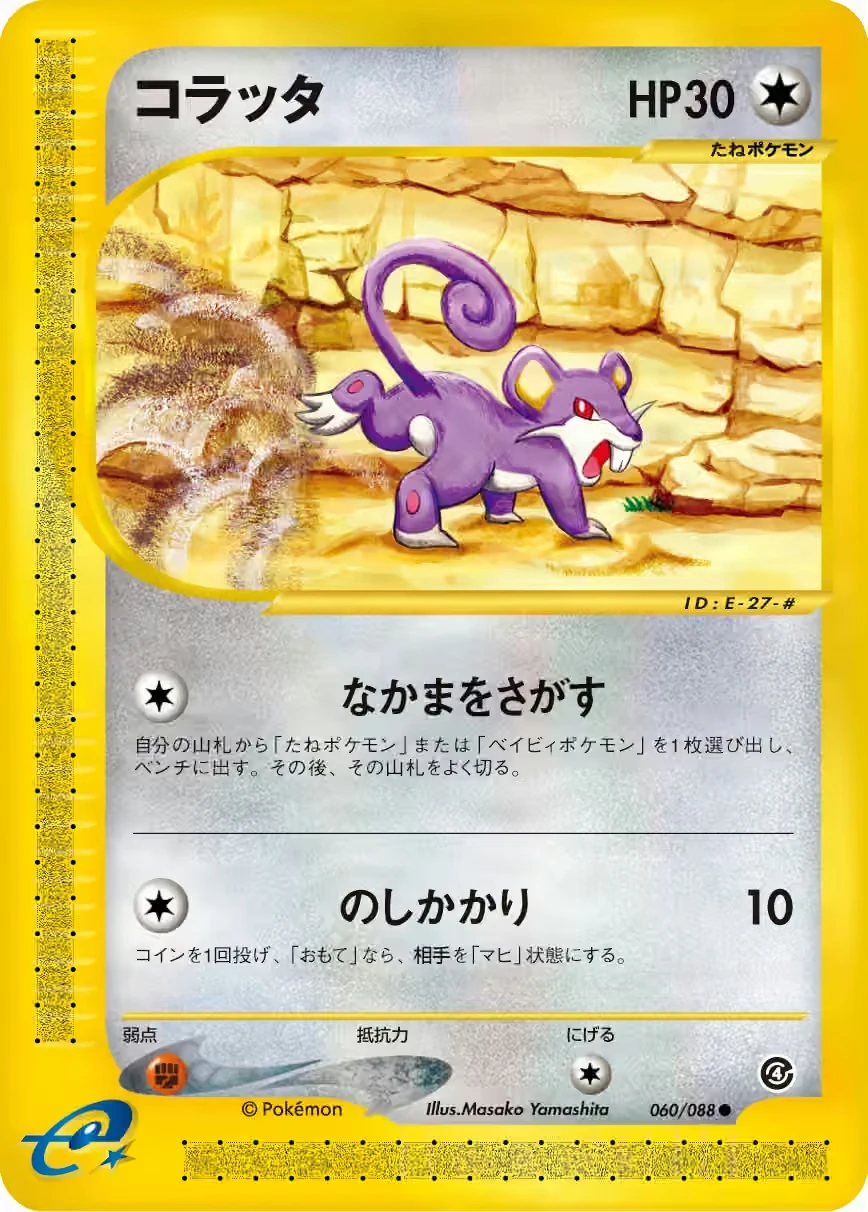 コラッタ
HP30
たねポケモン
ID:E-27-#
なかまをさがす
自分の山札から「たねポケモン」または「ベイビィポケモン」を1枚選び出し、
ベンチに出す。その後、その山札をよく切る。
のしかかり 10
コインを1回投げ、「おもて」なら、相手を「マヒ」状態にする。
弱点 抵抗力 にげる
4
© Pokémon Illus.Masako Yamashita 060/088●
e